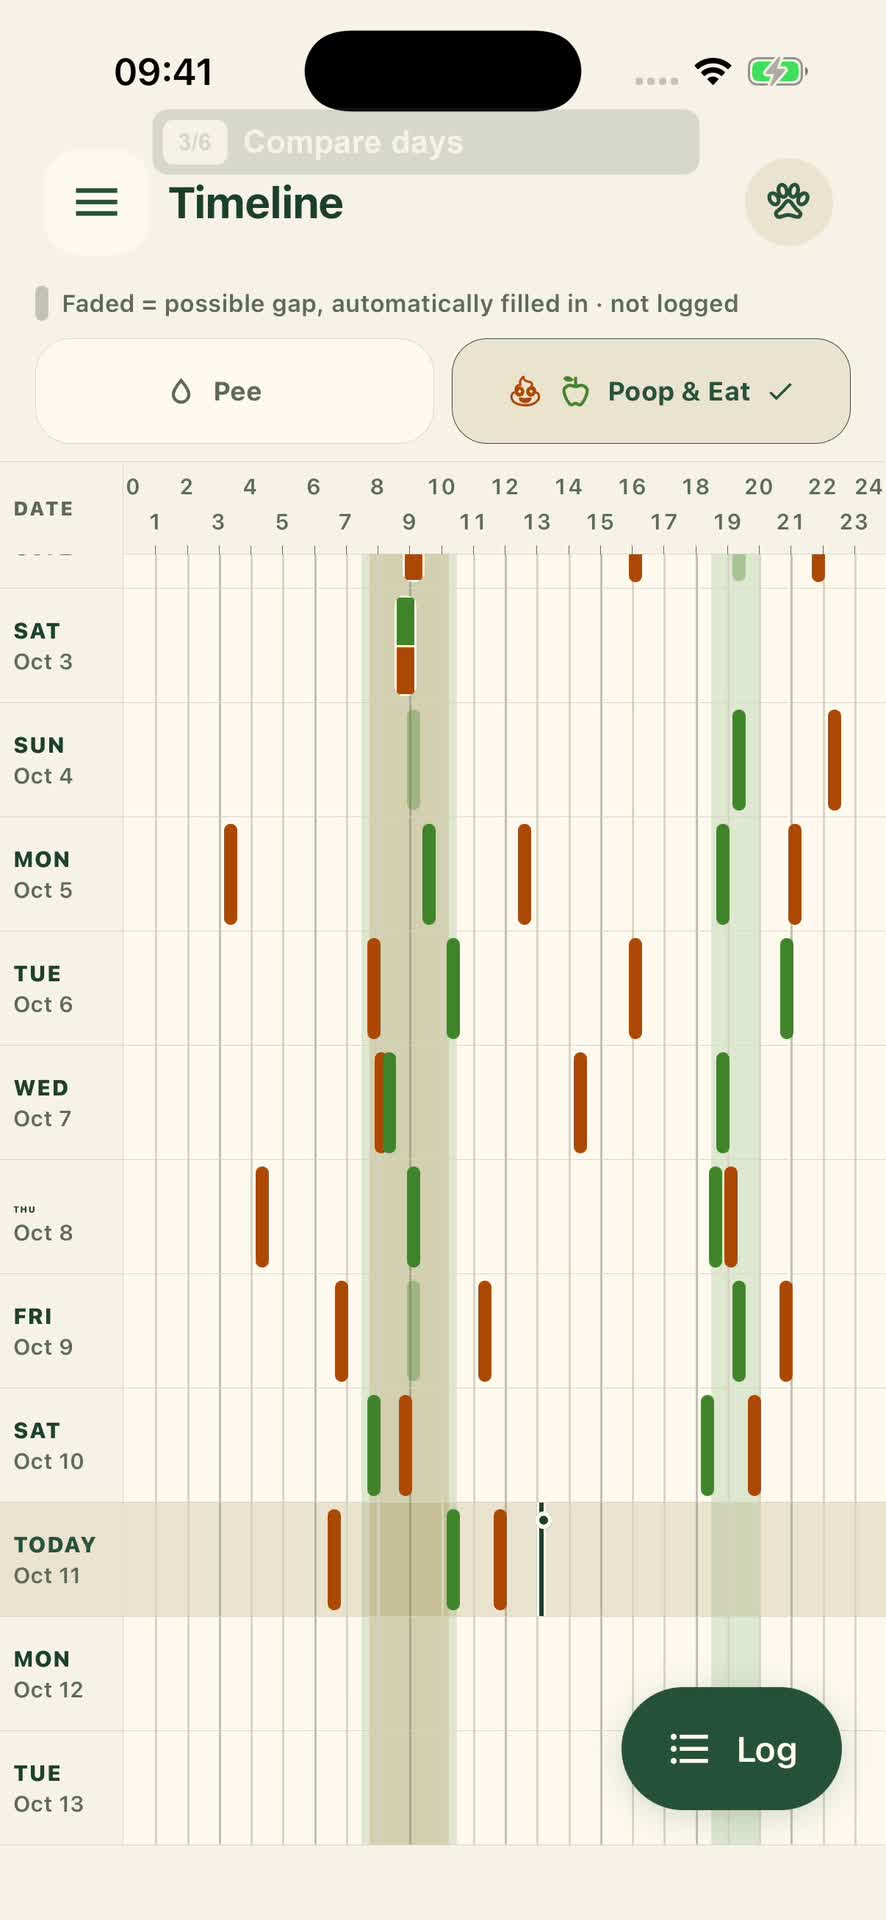 09:41
3/6 Compare days
Timeline
Faded = possible gap, automatically filled in · not logged
Pee
Poop & Eat
DATE
0 2 4 6 8 10 12 14 16 18 20 22 24
1 3 5 7 9 11 13 15 17 19 21 23
SAT
Oct 3
SUN
Oct 4
MON
Oct 5
TUE
Oct 6
WED
Oct 7
THU
Oct 8
FRI
Oct 9
SAT
Oct 10
TODAY
Oct 11
MON
Oct 12
TUE
Oct 13
Log